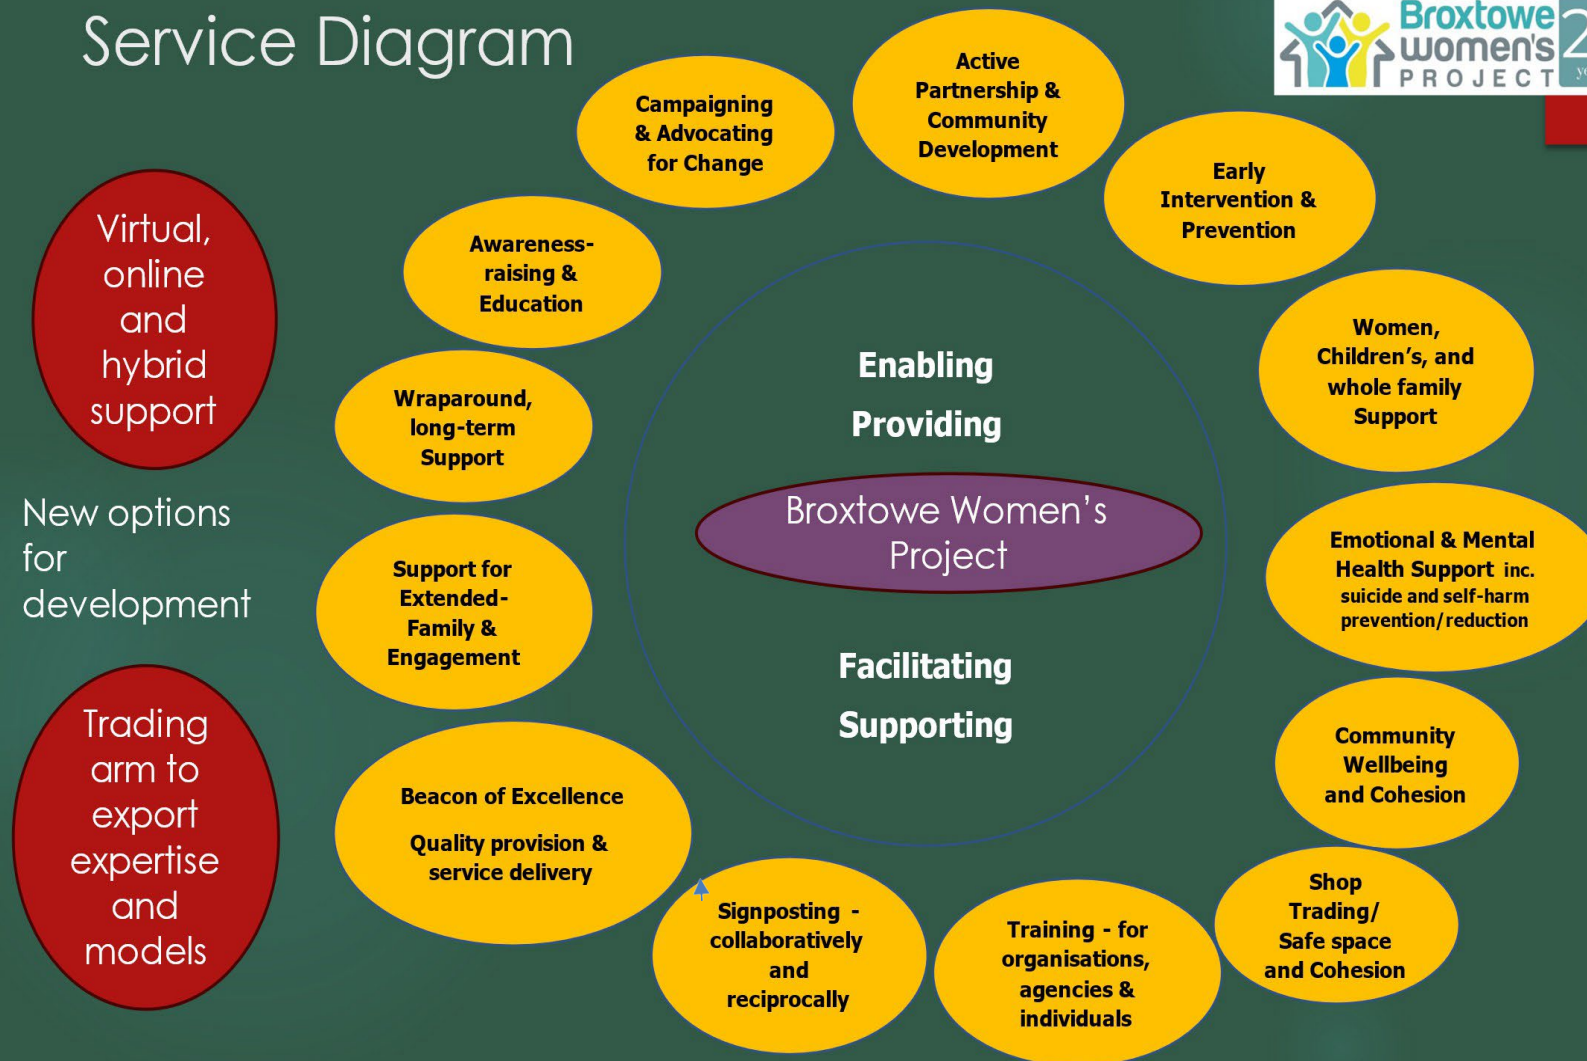 Service Diagram
Broxtowe
women's
PROJECT
Active
Partnership &
Community
Development
Campaigning
& Advocating
for Change
Early
Intervention &
Prevention
Awareness-
raising &
Education
Women,
Children's, and
whole family
Support
Wraparound,
long-term
Support
Emotional & Mental
Health Support inc.
suicide and self-harm
prevention/reduction
Support for
Extended-
Family &
Engagement
Community
Wellbeing
and Cohesion
Beacon of Excellence
Quality provision &
service delivery
Shop
Trading/
Safe space
and Cohesion
Signposting -
collaboratively
and
reciprocally
Training - for
organisations,
agencies &
individuals
Enabling
Providing
Broxtowe Women's
Project
Facilitating
Supporting
Virtual,
online
and
hybrid
support
New options
for
development
Trading
arm to
export
expertise
and
models